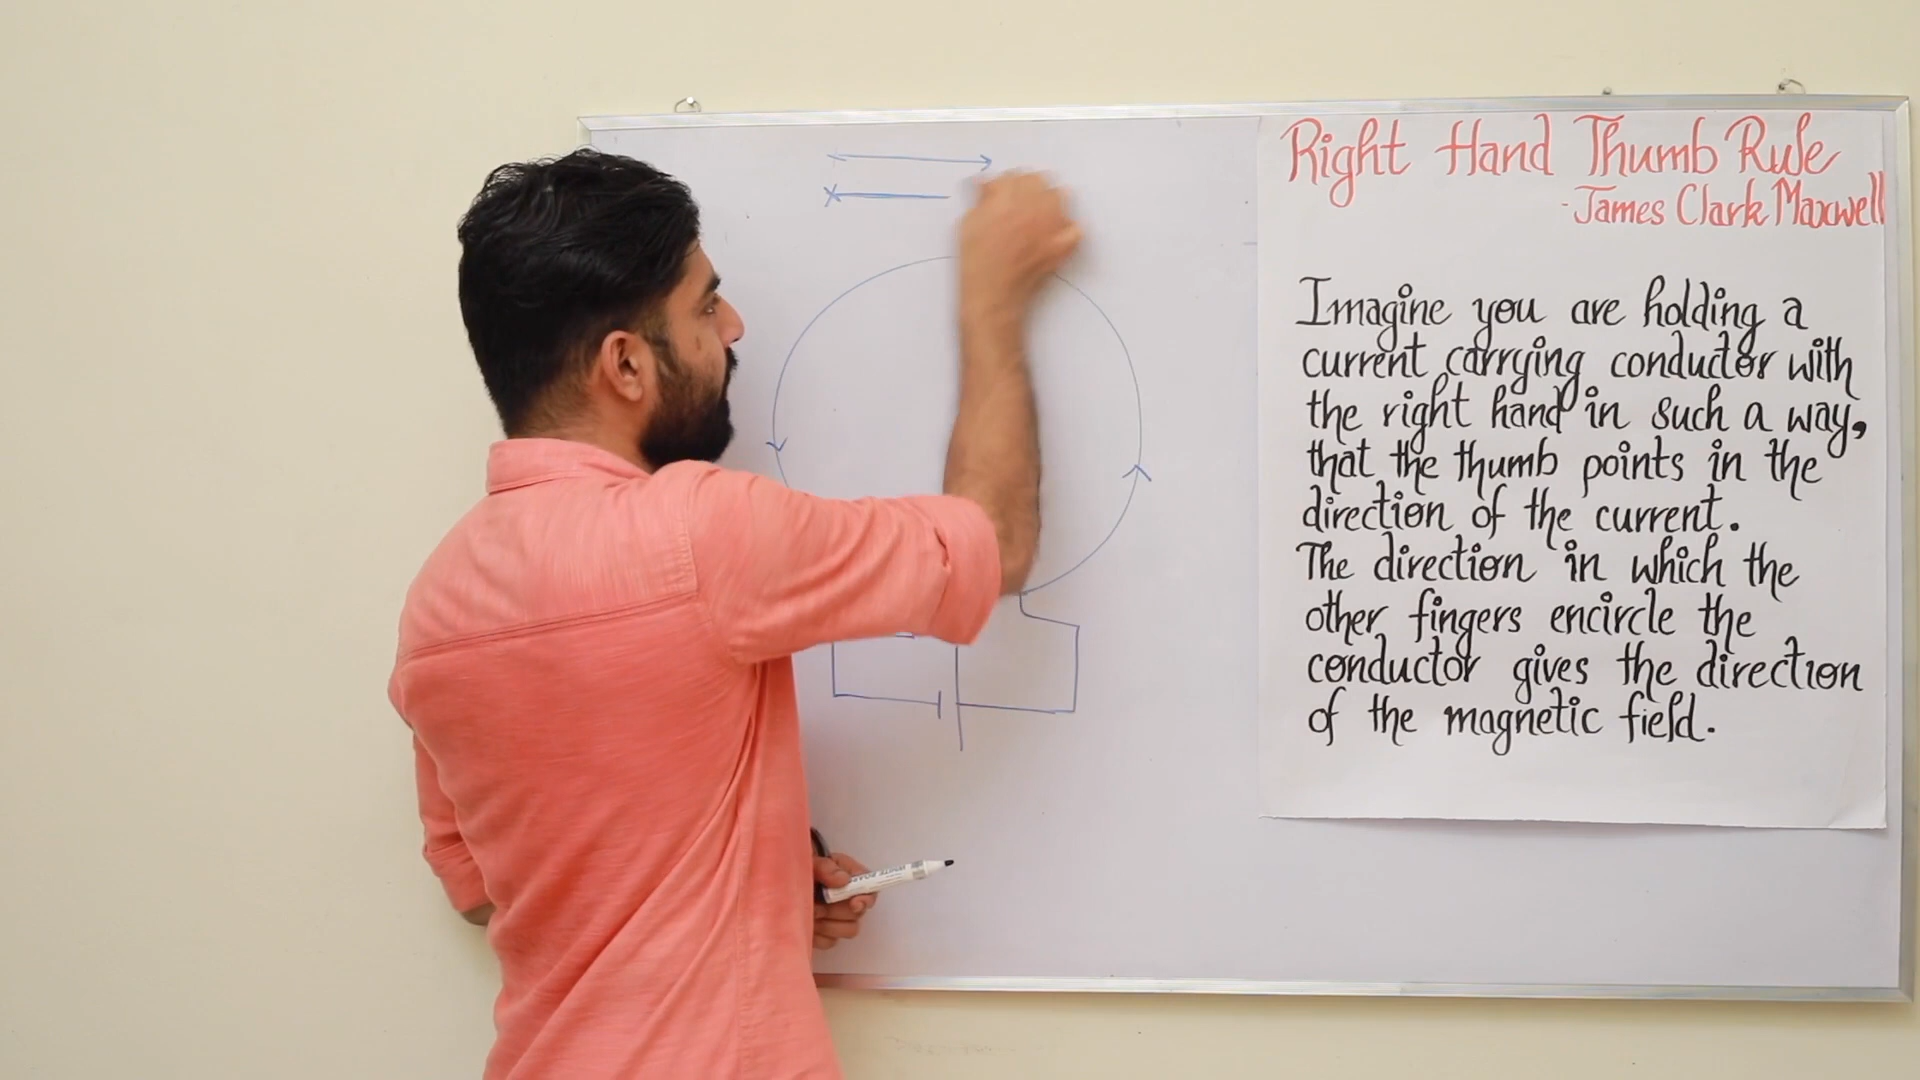 Right Hand Thumb Rule
- James Clark Maxwell
Imagine you are holding a
current carrying conductor with
the right hand in such a way,
that the thumb points in the
direction of the current.
The direction in which the
other fingers encircle the
conductor gives the direction
of the magnetic field.